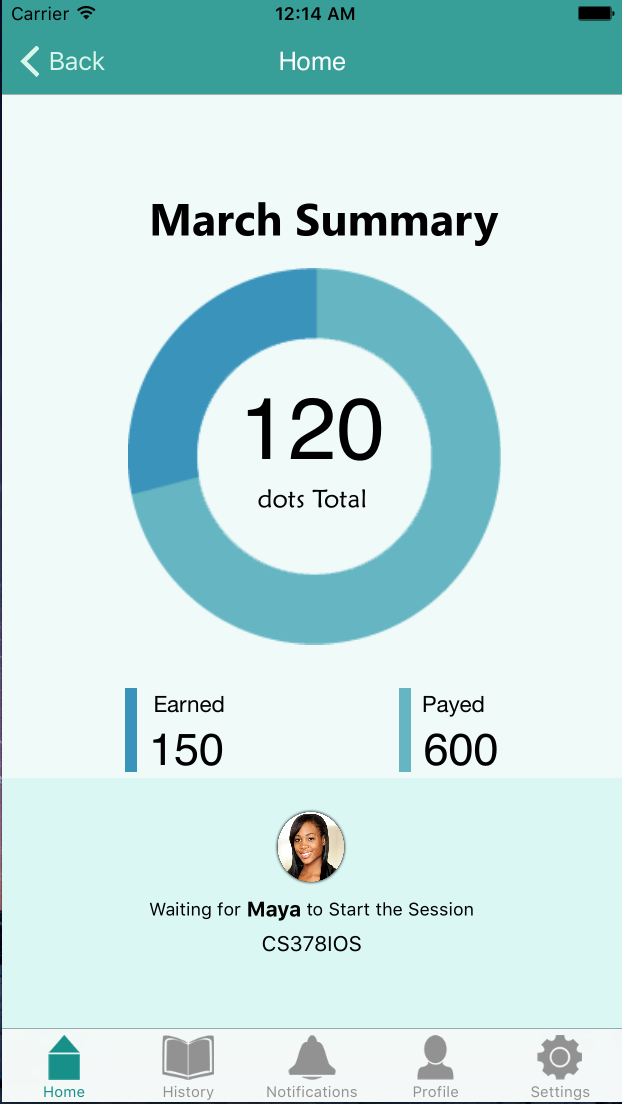 Carrier 12:14 AM
Back Home
March Summary
120
dots Total
Earned Payed
150 600
Waiting for Maya to Start the Session
CS378IOS
Home History Notifications Profile Settings